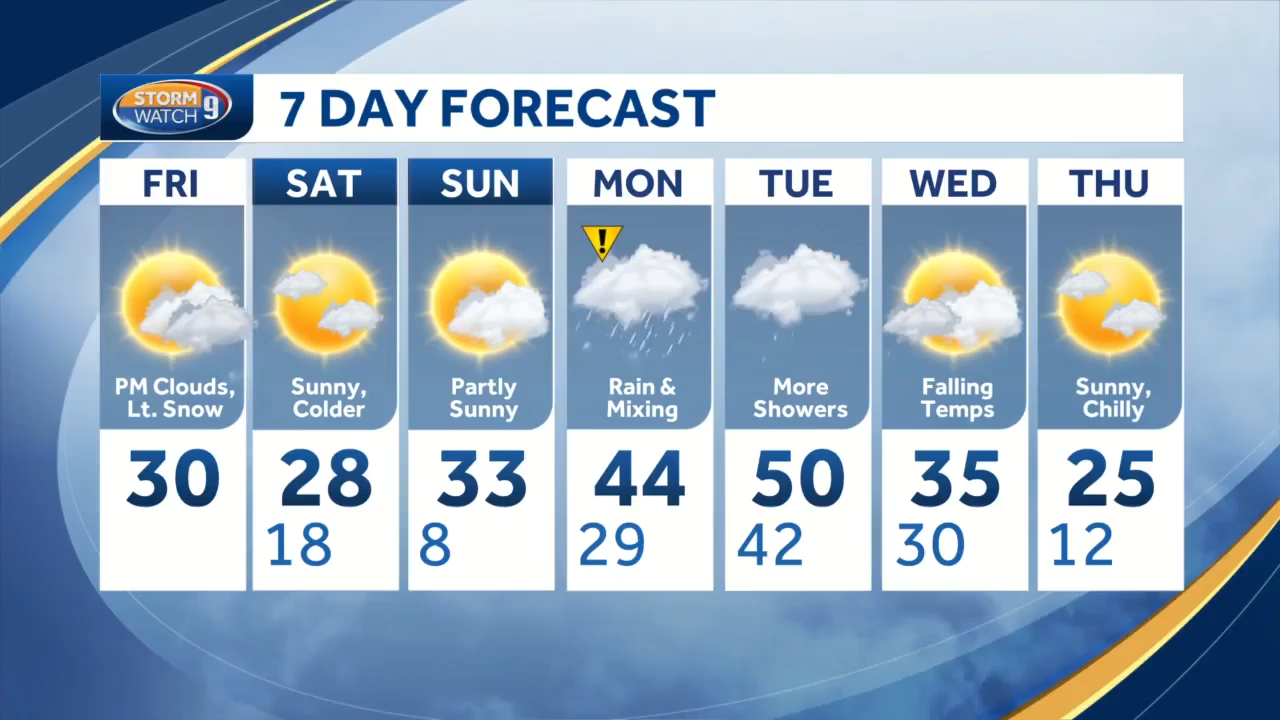 STORM
WATCH 9
7 DAY FORECAST
FRI
PM Clouds,
Lt. Snow
30
SAT
Sunny,
Colder
28
18
SUN
Partly
Sunny
33
8
MON
!
Rain &
Mixing
44
29
TUE
More
Showers
50
42
WED
Falling
Temps
35
30
THU
Sunny,
Chilly
25
12